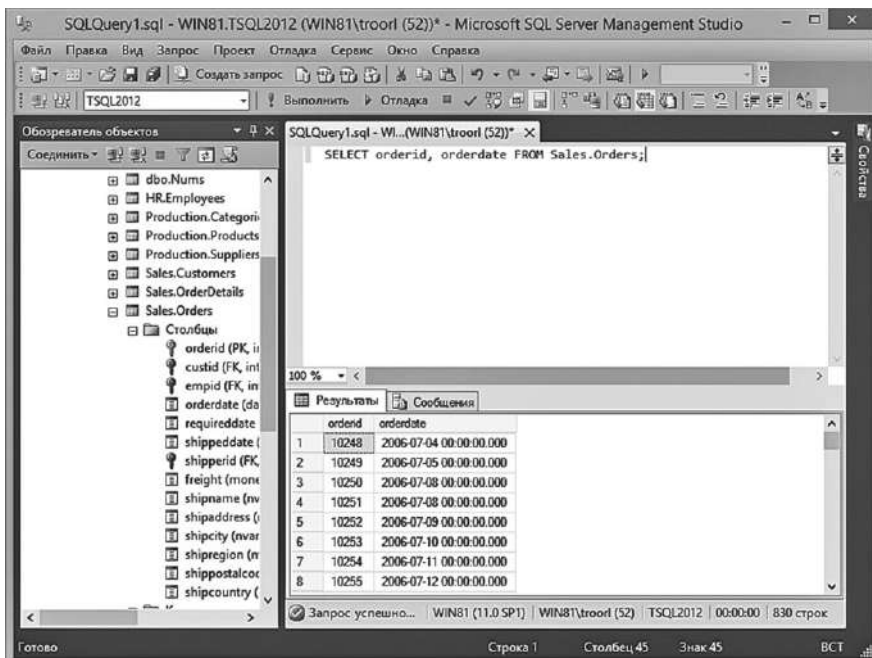 SQLQuery1.sql - WIN81.TSQL2012 (WIN81\troorl (52))* - Microsoft SQL Server Management Studio
Файл Правка Вид Запрос Проект Отладка Сервис Окно Справка
Создать запрос
TSQL2012 Выполнить Отладка
Обозреватель объектов
Соединить
dbo.Nums
HR.Employees
Production.Categori
Production.Products
Production.Suppliers
Sales.Customers
Sales.OrderDetails
Sales.Orders
Столбцы
orderid (PK, in
custid (FK, int
empid (FK, in
orderdate (da
requireddate
shippeddate (
shipperid (FK,
freight (mone
shipname (nv
shipaddress (
shipcity (nvar
shipregion (n
shippostalcoc
shipcountry (
SQLQuery1.sql - WI...(WIN81\troorl (52))*
SELECT orderid, orderdate FROM Sales.Orders;
Свойства
100 %
Результаты Сообщения
orderid orderdate
1 10248 2006-07-04 00:00:00.000
2 10249 2006-07-05 00:00:00.000
3 10250 2006-07-08 00:00:00.000
4 10251 2006-07-08 00:00:00.000
5 10252 2006-07-09 00:00:00.000
6 10253 2006-07-10 00:00:00.000
7 10254 2006-07-11 00:00:00.000
8 10255 2006-07-12 00:00:00.000
Запрос успешно... WIN81 (11.0 SP1) WIN81\troorl (52) TSQL2012 00:00:00 830 строк
Готово Строка 1 Столбец 45 Знак 45 ВСТ